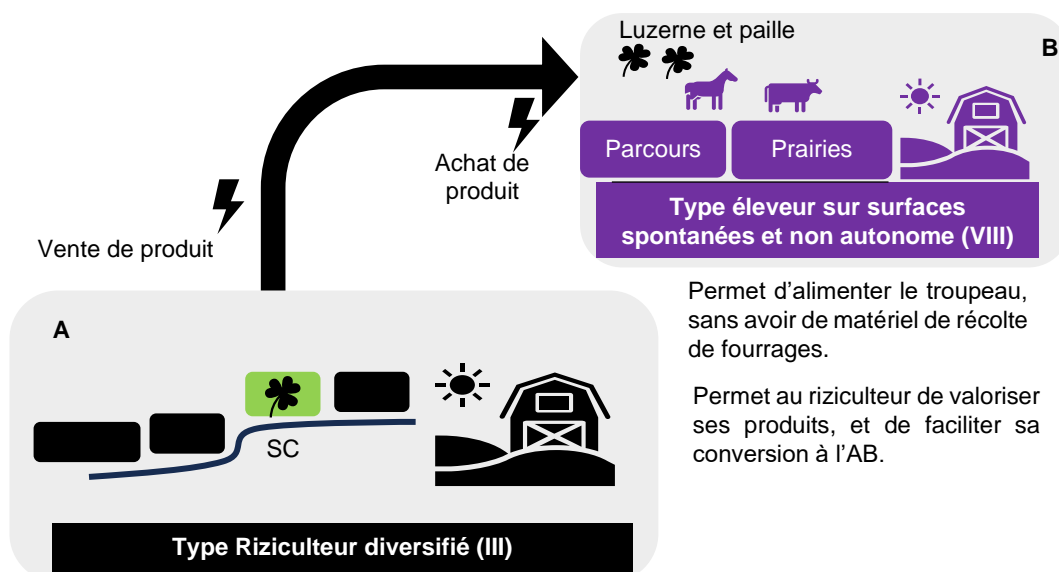 Luzerne et paille
B
Parcours
Prairies
Type éleveur sur surfaces
spontanées et non autonome (VIII)
Achat de
produit
Vente de produit
Permet d'alimenter le troupeau,
sans avoir de matériel de récolte
de fourrages.
Permet au riziculteur de valoriser
ses produits, et de faciliter sa
conversion à l'AB.
A
SC
Type Riziculteur diversifié (III)